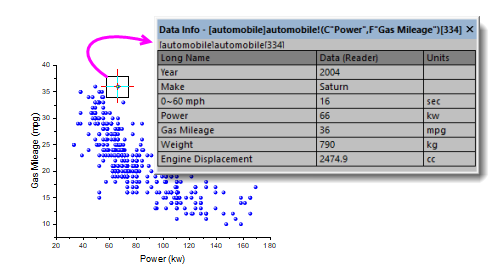 Data Info - [automobile]automobile!(C"Power",F"Gas Mileage")[334] ×
[automobile]automobile[334]
Long Name Data (Reader) Units
Year 2004
Make Saturn
0~60 mph 16 sec
Power 66 kw
Gas Mileage 36 mpg
Weight 790 kg
Engine Displacement 2474.9 cc
Gas Mileage (mpg)
40
35
30
25
20
15
10
5
20 40 60 80 100 120 140 160 180
Power (kw)